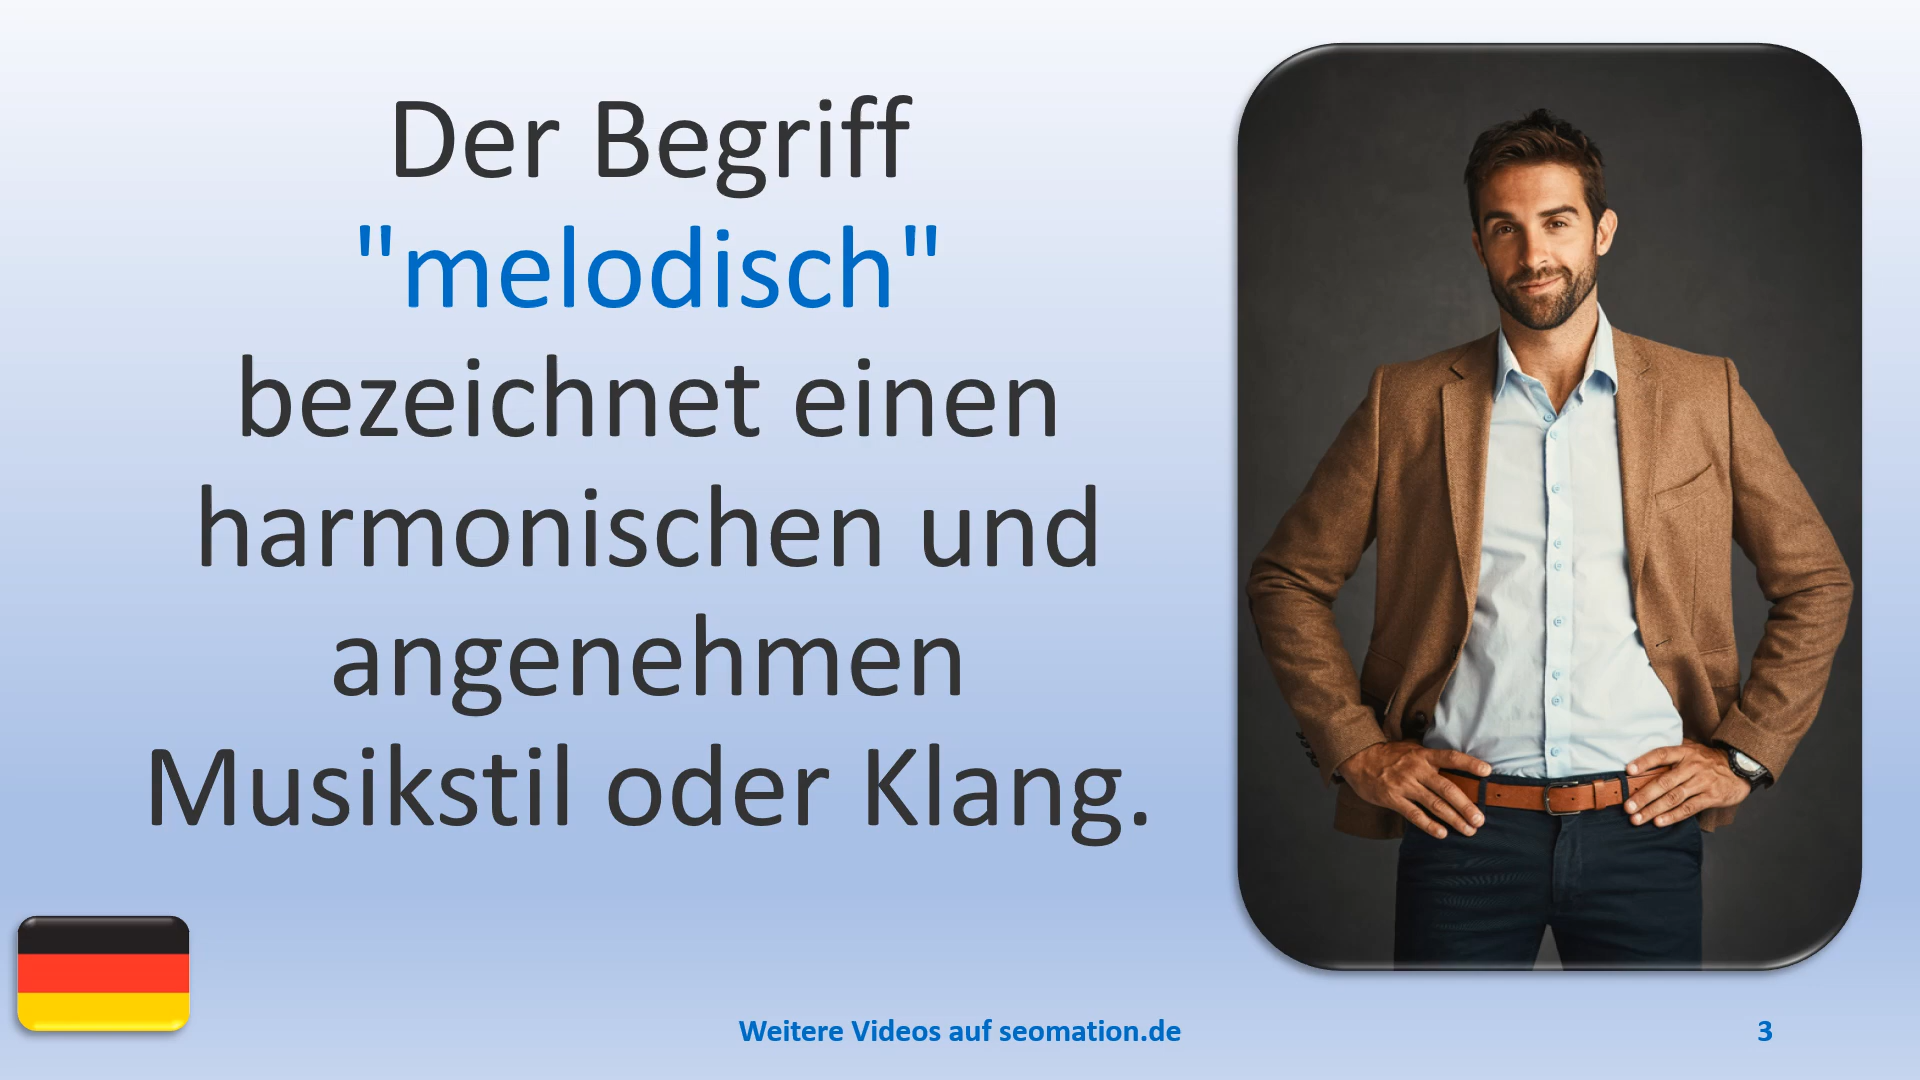 Der Begriff
"melodisch"
bezeichnet einen
harmonischen und
angenehmen
Musikstil oder Klang.
Weitere Videos auf seomation.de
3